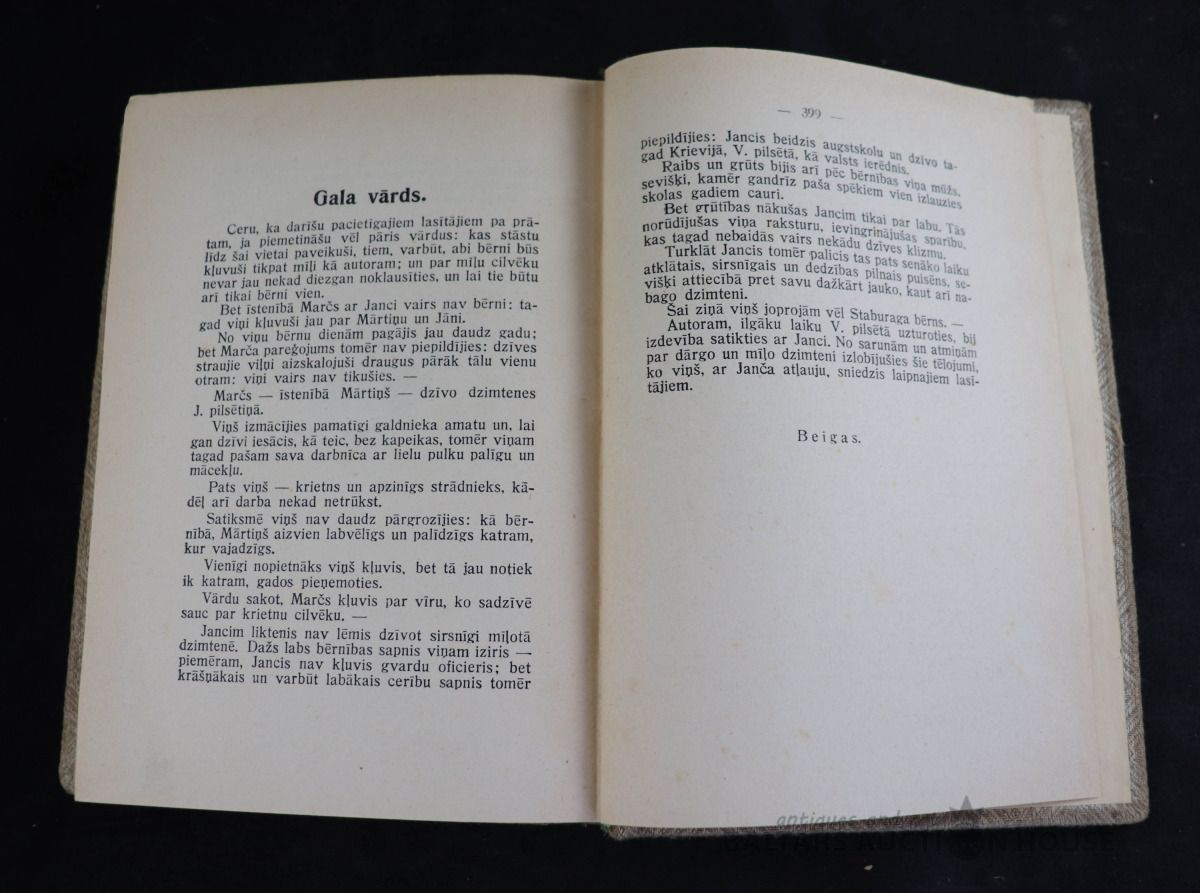 Gala vārds.
Ceru, ka darīšu pacietīgajiem lasītājiem pa prā-
tam, ja piemetināšu vēl pāris vārdus: kas stāstu
līdz šai vietai paveikuši, tiem, varbūt, abi bērni būs
kļuvuši tikpat mīļi kā autoram; un par mīļu cilvēku
nevar jau nekad diezgan noklausīties, un lai tie būtu
arī tikai bērni vien.
Bet īstenībā Marčs ar Janci vairs nav bērni: ta-
gad viņi kļuvuši jau par Mārtiņu un Jāni.
No viņu bērnu dienām pagājis jau daudz gadu;
bet Marča pareģojums tomēr nav piepildījies: dzīves
straujie viļņi aizskalojuši draugus pārāk tālu vienu
otram: viņi vairs nav tikušies. —
Marčs — īstenībā Mārtiņš — dzīvo dzimtenes
J. pilsētiņā.
Viņš izmācījies pamatīgi galdnieka amatu un, lai
gan dzīvi iesācis, kā teic, bez kapeikas, tomēr viņam
tagad pašam sava darbnīca ar lielu pulku palīgu un
mācekļu.
Pats viņš — krietns un apzinīgs strādnieks, kā-
dēļ arī darba nekad netrūkst.
Satiksmē viņš nav daudz pārgrozījies: kā bēr-
nībā, Mārtiņš aizvien labvēlīgs un palīdzīgs katram,
kur vajadzīgs.
Vienīgi nopietnāks viņš kļuvis, bet tā jau notiek
ik katram, gados pieņemoties.
Vārdu sakot, Marčs kļuvis par vīru, ko sadzīvē
sauc par krietnu cilvēku. —
Jancim liktenis nav lēmis dzīvot sirsnīgi mīļotā
dzimtenē. Dažs labs bērnības sapnis viņam iziris —
piemēram, Jancis nav kļuvis gvardu oficieris; bet
krāšņākais un varbūt labākais cerību sapnis tomēr
— 399 —
piepildījies: Jancis beidzis augstskolu un dzīvo ta-
gad Krievijā, V. pilsētā, kā valsts ierēdnis.
Raibs un grūts bijis arī pēc bērnības viņa mūžs,
sevišķi, kamēr gandrīz paša spēkiem vien izlauzies
skolas gadiem cauri.
Bet grūtības nākušas Jancim tikai par labu. Tās
norūdījušas viņa raksturu, ievingrinājušas sparību,
kas tagad nebaidās vairs nekādu dzīves klizmu.
Turklāt Jancis tomēr palicis tas pats senāko laiku
atklātais, sirsnīgais un dedzības pilnais puisēns, se-
višķi attiecībā pret savu dažkārt jauko, kaut arī na-
bago dzimteni.
Šai ziņā viņš joprojām vēl Staburaga bērns. —
Autoram, ilgāku laiku V. pilsētā uzturoties, bij
izdevība satikties ar Janci. No sarunām un atmiņām
par dārgo un mīļo dzimteni izlobījušies šie tēlojumi,
ko viņš, ar Janča atļauju, sniedzis laipnajiem lasī-
tājiem.
Beigas.
antiques and
BALTARS AUCTION HOUSE